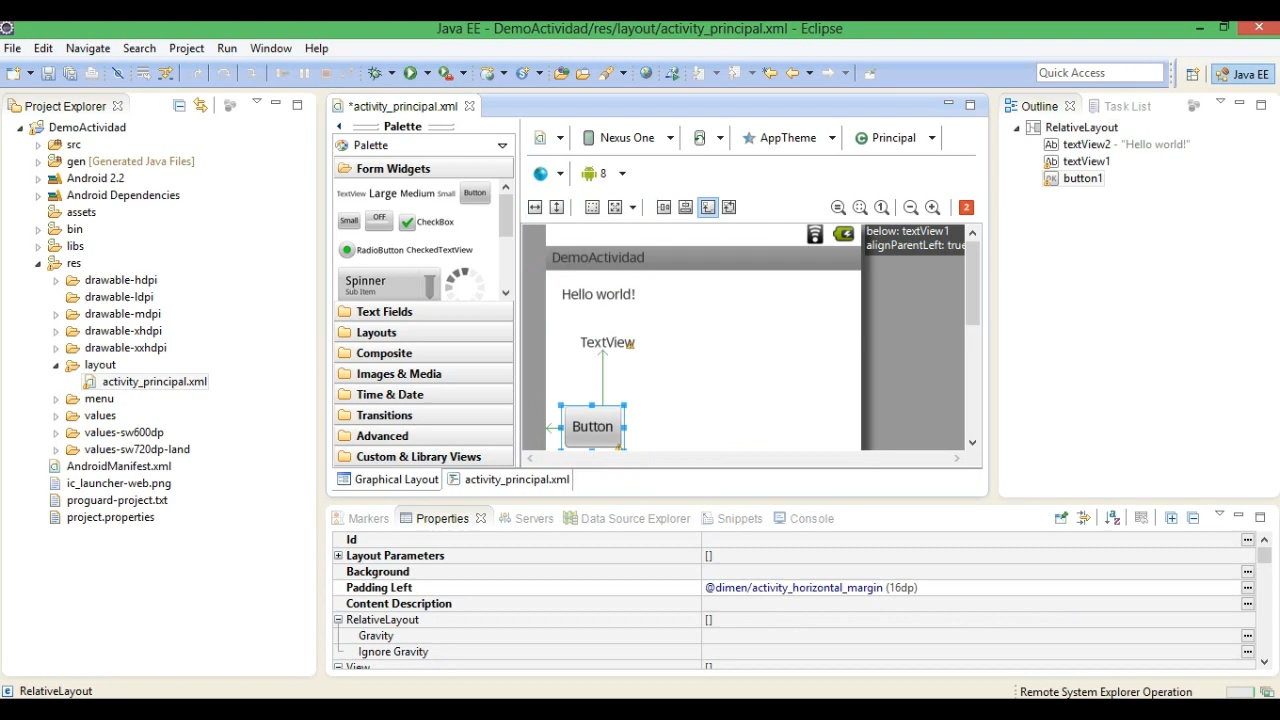 Java EE - DemoActividad/res/layout/activity_principal.xml - Eclipse
File Edit Navigate Search Project Run Window Help
Quick Access
Java EE
Project Explorer
DemoActividad
src
gen [Generated Java Files]
Android 2.2
Android Dependencies
assets
bin
libs
res
drawable-hdpi
drawable-ldpi
drawable-mdpi
drawable-xhdpi
drawable-xxhdpi
layout
activity_principal.xml
menu
values
values-sw600dp
values-sw720dp-land
AndroidManifest.xml
ic_launcher-web.png
proguard-project.txt
project.properties
*activity_principal.xml
Palette
Palette
Form Widgets
TextView Large Medium Small Button
Small OFF CheckBox
RadioButton CheckedTextView
Spinner
Sub Item
Text Fields
Layouts
Composite
Images & Media
Time & Date
Transitions
Advanced
Custom & Library Views
Nexus One AppTheme Principal
8
2
below: textView1
alignParentLeft: true
DemoActividad
Hello world!
TextView
Button
Graphical Layout activity_principal.xml
Outline Task List
RelativeLayout
textView2 - "Hello world!"
textView1
button1
Markers Properties Servers Data Source Explorer Snippets Console
Id
Layout Parameters []
Background
Padding Left @dimen/activity_horizontal_margin (16dp)
Content Description
RelativeLayout []
Gravity
Ignore Gravity
View []
RelativeLayout
Remote System Explorer Operation